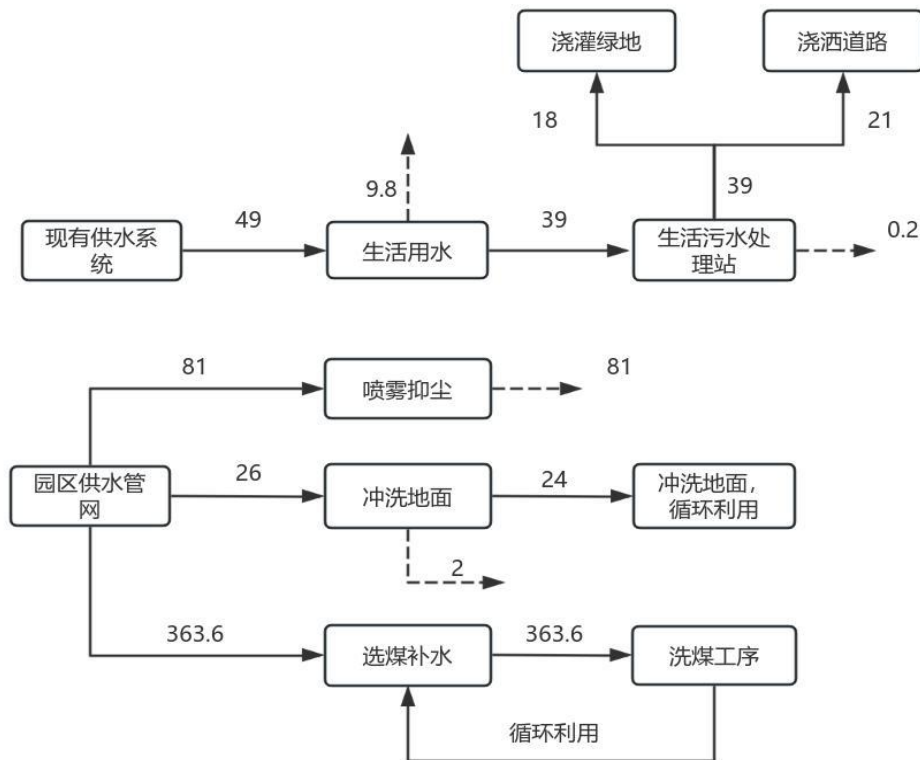 浇灌绿地
浇洒道路
18
21
9.8
39
49
39
0.2
现有供水系
统
生活用水
生活污水处
理站
81
喷雾抑尘
81
园区供水管
网
26
冲洗地面
24
冲洗地面,
循环利用
2
363.6
选煤补水
363.6
洗煤工序
循环利用